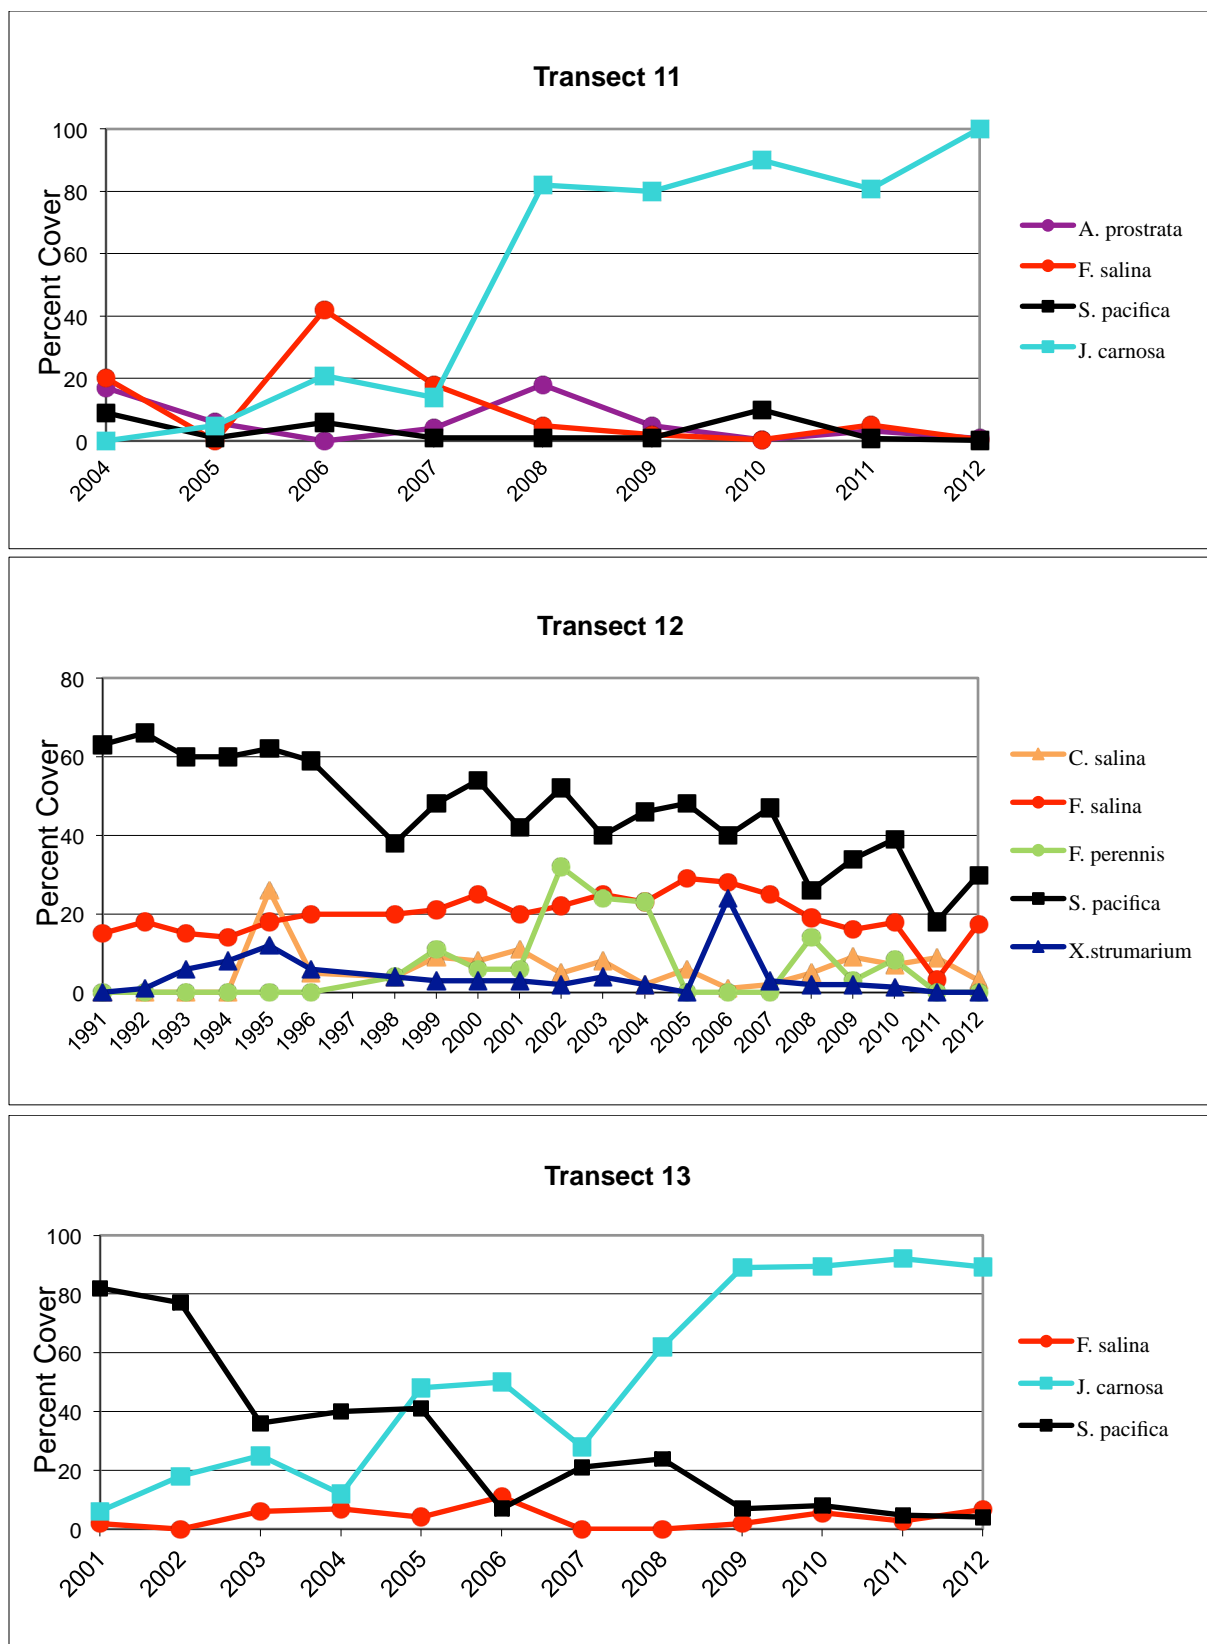 Transect 11
Percent Cover
100
80
60
40
20
0
2004 2005 2006 2007 2008 2009 2010 2011 2012
A. prostrata
F. salina
S. pacifica
J. carnosa
Transect 12
Percent Cover
80
60
40
20
0
1991 1992 1993 1994 1995 1996 1997 1998 1999 2000 2001 2002 2003 2004 2005 2006 2007 2008 2009 2010 2011 2012
C. salina
F. salina
F. perennis
S. pacifica
X.strumarium
Transect 13
Percent Cover
100
80
60
40
20
0
2001 2002 2003 2004 2005 2006 2007 2008 2009 2010 2011 2012
F. salina
J. carnosa
S. pacifica